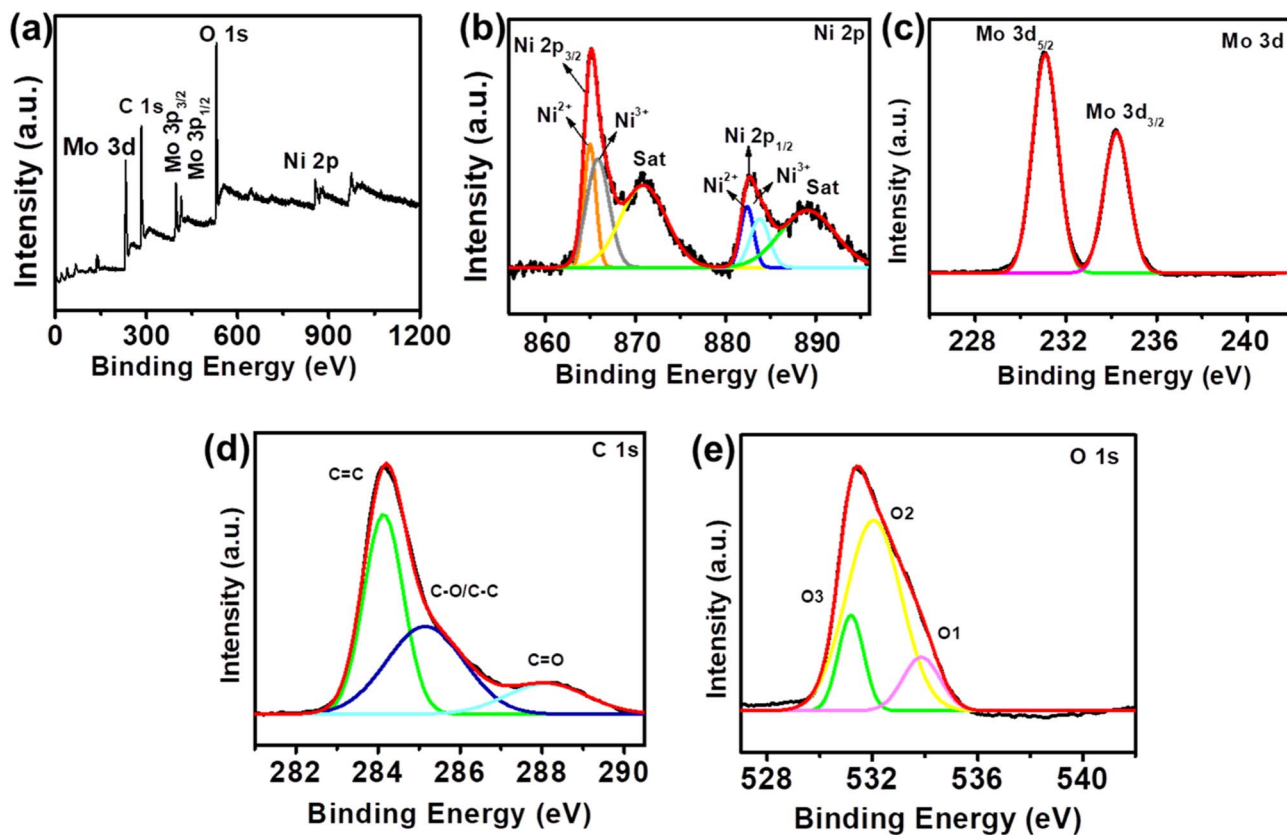 (a)
O 1s
C 1s
Mo 3p3/2
Mo 3p1/2
Mo 3d
Ni 2p
Intensity (a.u.)
0 300 600 900 1200
Binding Energy (eV)
(b)
Ni 2p
Ni 2p3/2
Ni2+
Ni3+
Sat
Ni 2p1/2
Ni2+
Ni3+
Sat
Intensity (a.u.)
860 870 880 890
Binding Energy (eV)
(c)
Mo 3d5/2
Mo 3d
Mo 3d3/2
Intensity (a.u.)
228 232 236 240
Binding Energy (eV)
(d)
C 1s
C=C
C-O/C-C
C=O
Intensity (a.u.)
282 284 286 288 290
Binding Energy (eV)
(e)
O 1s
O2
O3
O1
Intensity (a.u.)
528 532 536 540
Binding Energy (eV)